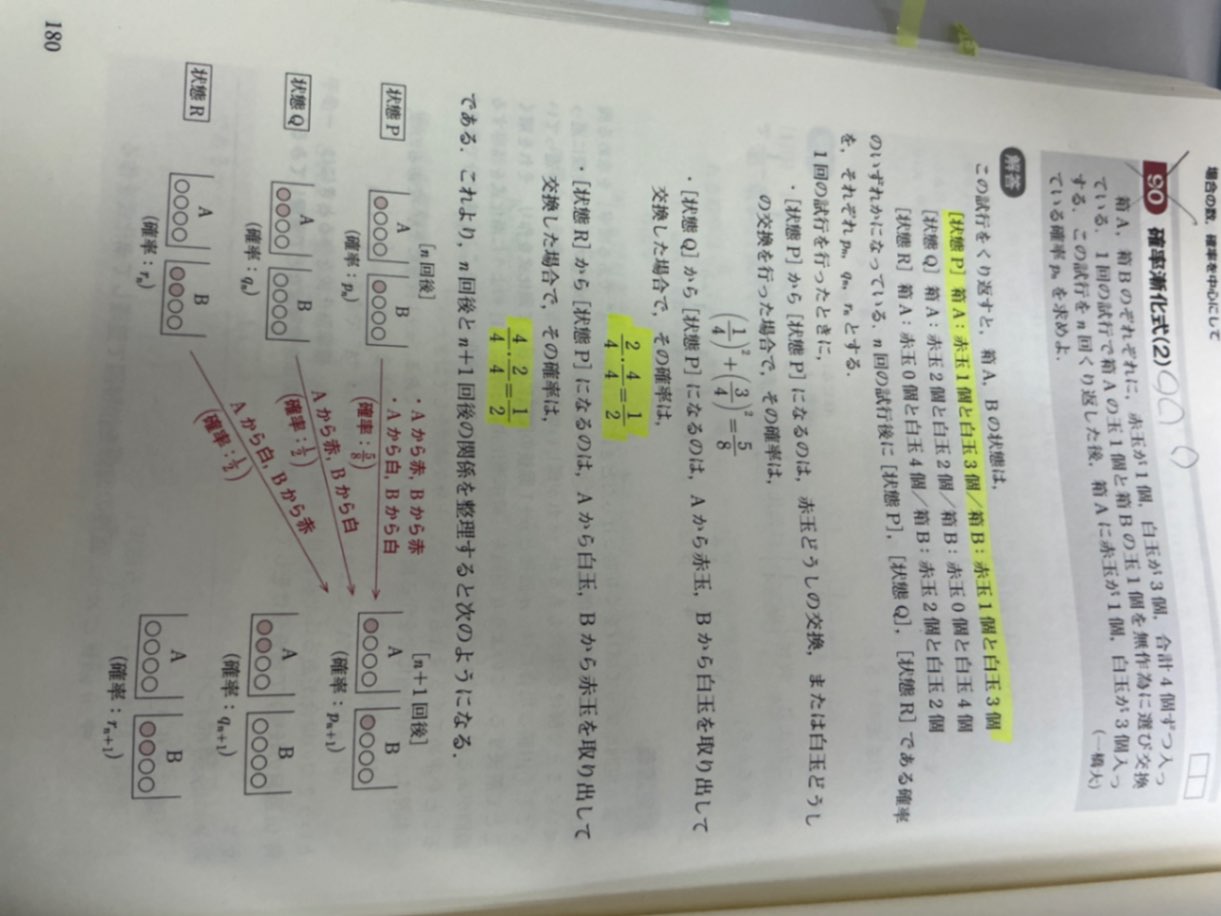 場合の数，確率を中心にして
90 確率漸化式(2)
箱A，箱Bのそれぞれに，赤玉が1個，白玉が3個，合計4個ずつ入っ
ている．1回の試行で箱Aの玉1個と箱Bの玉1個を無作為に選び交換
する．この試行をn回くり返した後，箱Aに赤玉が1個，白玉が3個入っ
ている確率pₙを求めよ．
(一橋大)
解答
この試行をくり返すと，箱A，Bの状態は，
[状態P] 箱A：赤玉1個と白玉3個／箱B：赤玉1個と白玉3個
[状態Q] 箱A：赤玉2個と白玉2個／箱B：赤玉0個と白玉4個
[状態R] 箱A：赤玉0個と白玉4個／箱B：赤玉2個と白玉2個
のいずれかになっている．n回の試行後に[状態P]，[状態Q]，[状態R]である確率
を，それぞれpₙ，qₙ，rₙとする．
1回の試行を行ったときに，
・[状態P]から[状態P]になるのは，赤玉どうしの交換，または白玉どうし
の交換を行った場合で，その確率は，
(1/4)²+(3/4)²=5/8
・[状態Q]から[状態P]になるのは，Aから赤玉，Bから白玉を取り出して
交換した場合で，その確率は，
2/4・4/4=1/2
・[状態R]から[状態P]になるのは，Aから白玉，Bから赤玉を取り出して
交換した場合で，その確率は，
4/4・2/4=1/2
である．これより，n回後とn+1回後の関係を整理すると次のようになる．
[n回後]
[n+1回後]
状態P
A B
(確率：pₙ)
・Aから赤，Bから赤
・Aから白，Bから白
(確率：5/8)
A B
(確率：pₙ₊₁)
状態Q
A B
(確率：qₙ)
Aから赤，Bから白
(確率：1/2)
A B
(確率：qₙ₊₁)
状態R
A B
(確率：rₙ)
Aから白，Bから赤
(確率：1/2)
A B
(確率：rₙ₊₁)
180